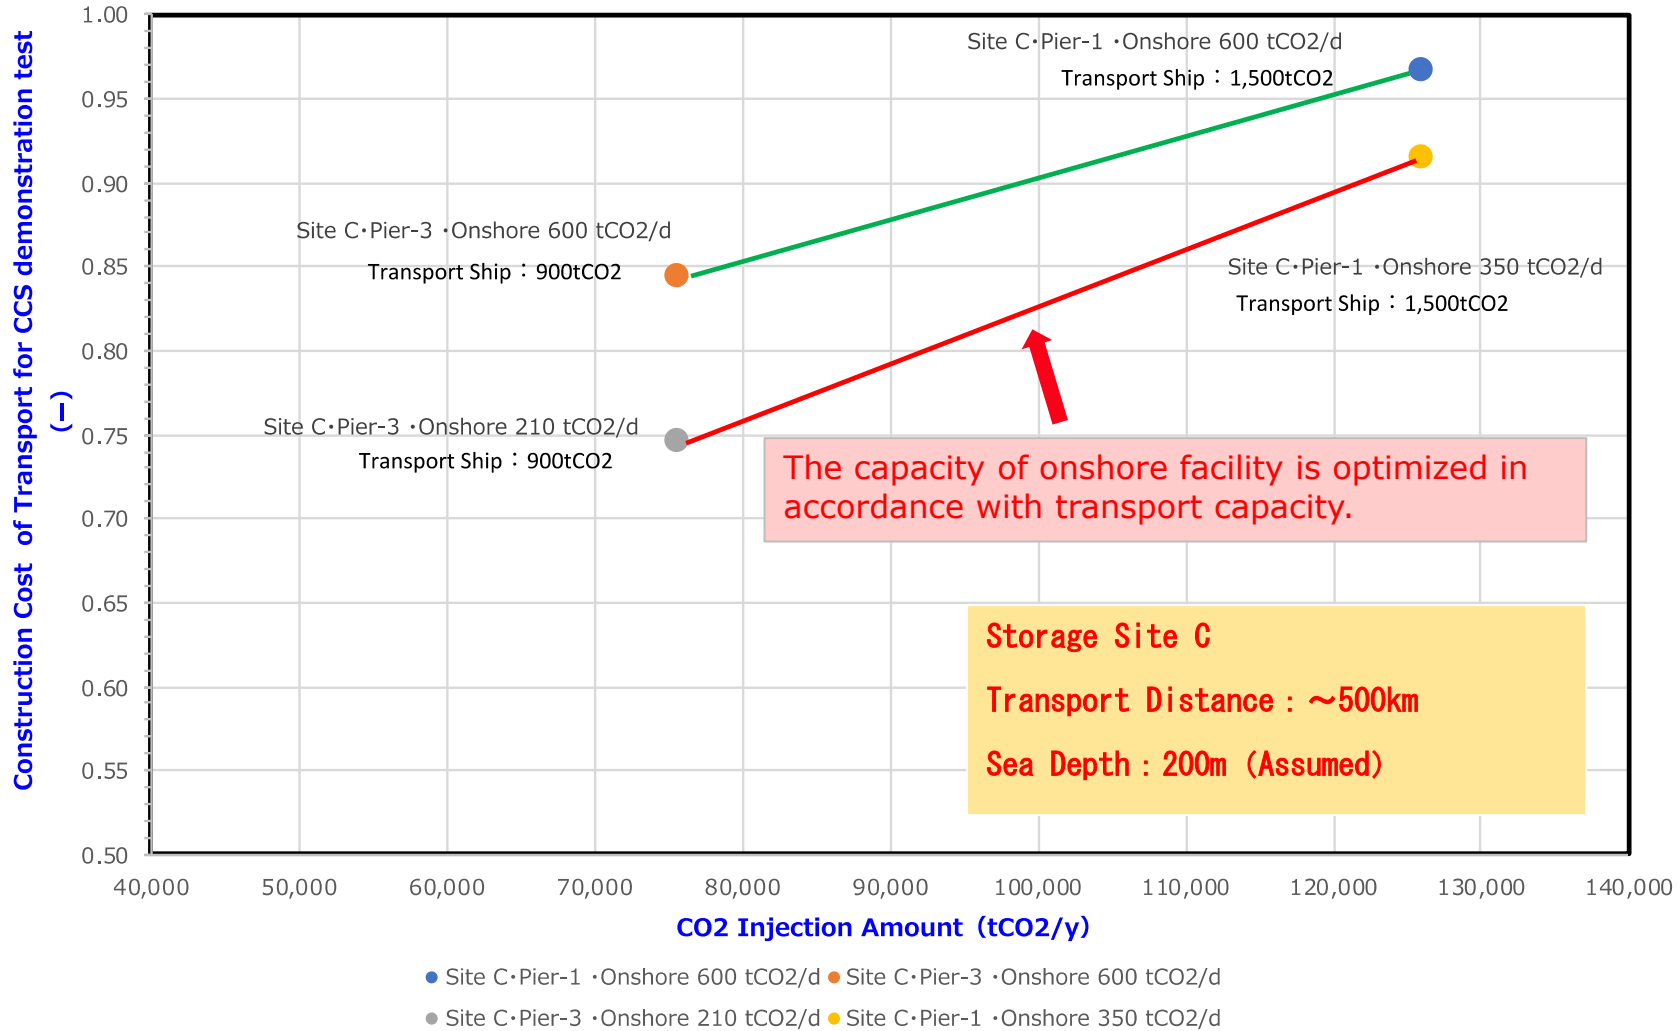 Construction Cost of Transport for CCS demonstration test
(ー)
1.00
0.95
0.90
0.85
0.80
0.75
0.70
0.65
0.60
0.55
0.50
Site C・Pier-1 ・Onshore 600 tCO2/d
Transport Ship：1,500tCO2
Site C・Pier-3 ・Onshore 600 tCO2/d
Transport Ship：900tCO2
Site C・Pier-1 ・Onshore 350 tCO2/d
Transport Ship：1,500tCO2
Site C・Pier-3 ・Onshore 210 tCO2/d
Transport Ship：900tCO2
The capacity of onshore facility is optimized in
accordance with transport capacity.
Storage Site C
Transport Distance：～500km
Sea Depth：200m (Assumed)
40,000 50,000 60,000 70,000 80,000 90,000 100,000 110,000 120,000 130,000 140,000
CO2 Injection Amount (tCO2/y)
Site C・Pier-1 ・Onshore 600 tCO2/d Site C・Pier-3 ・Onshore 600 tCO2/d
Site C・Pier-3 ・Onshore 210 tCO2/d Site C・Pier-1 ・Onshore 350 tCO2/d